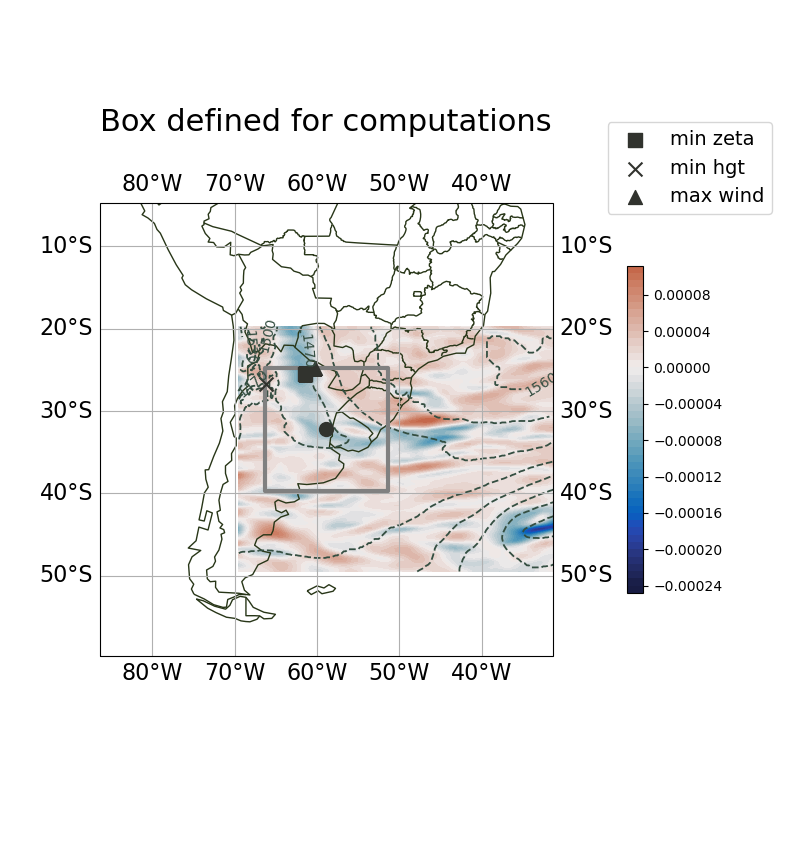 Box defined for computations
min zeta
min hgt
max wind
80°W 70°W 60°W 50°W 40°W
10°S 10°S
20°S 20°S
30°S 30°S
40°S 40°S
50°S 50°S
1560
80°W 70°W 60°W 50°W 40°W
0.00008
0.00004
0.00000
−0.00004
−0.00008
−0.00012
−0.00016
−0.00020
−0.00024